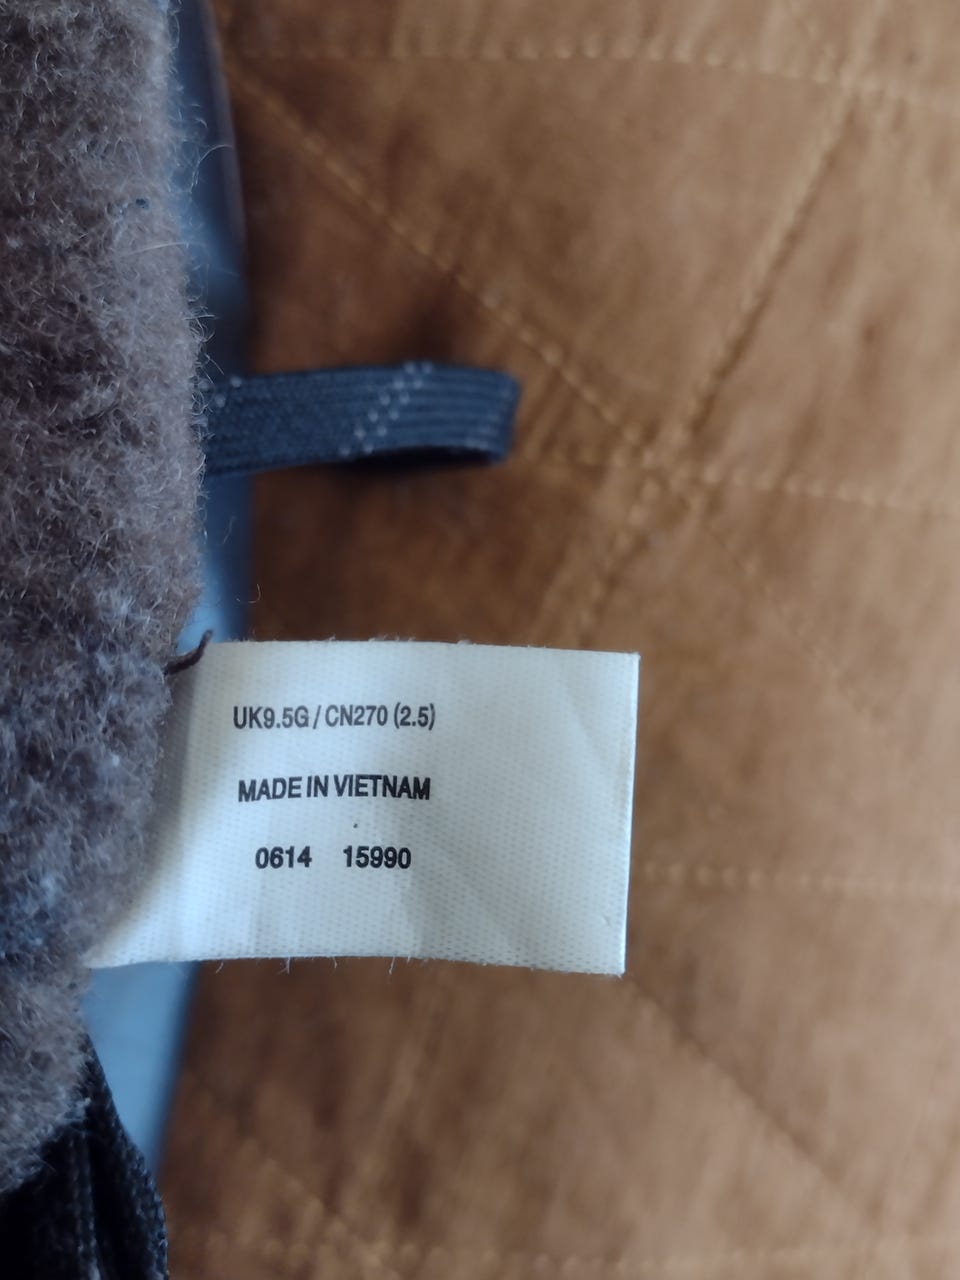 UK9.5G / CN270 (2.5)
MADE IN VIETNAM
0614 15990